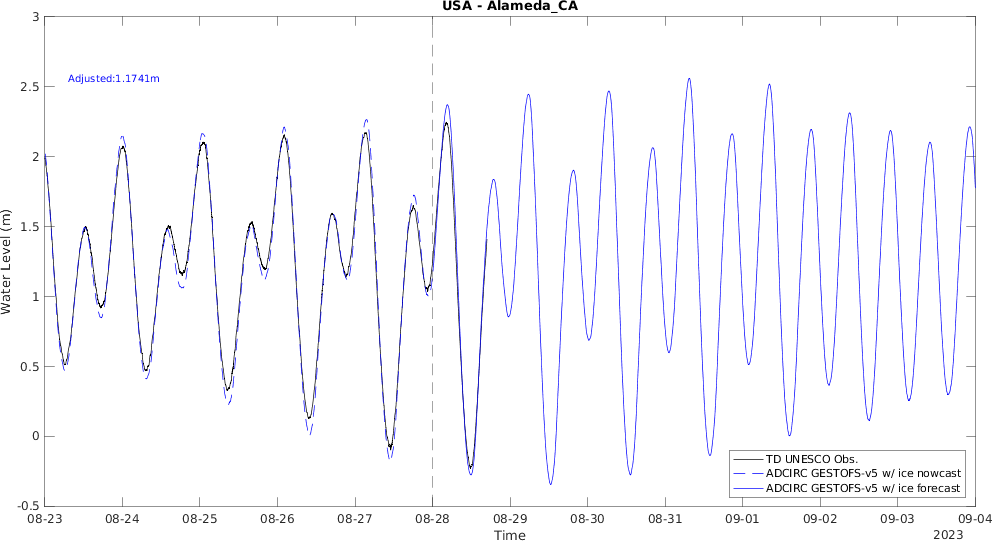 USA - Alameda_CA
3
2.5
2
1.5
1
0.5
0
-0.5
Water Level (m)
Adjusted:1.1741m
TD UNESCO Obs.
ADCIRC GESTOFS-v5 w/ ice nowcast
ADCIRC GESTOFS-v5 w/ ice forecast
08-23 08-24 08-25 08-26 08-27 08-28 08-29 08-30 08-31 09-01 09-02 09-03 09-04
Time
2023